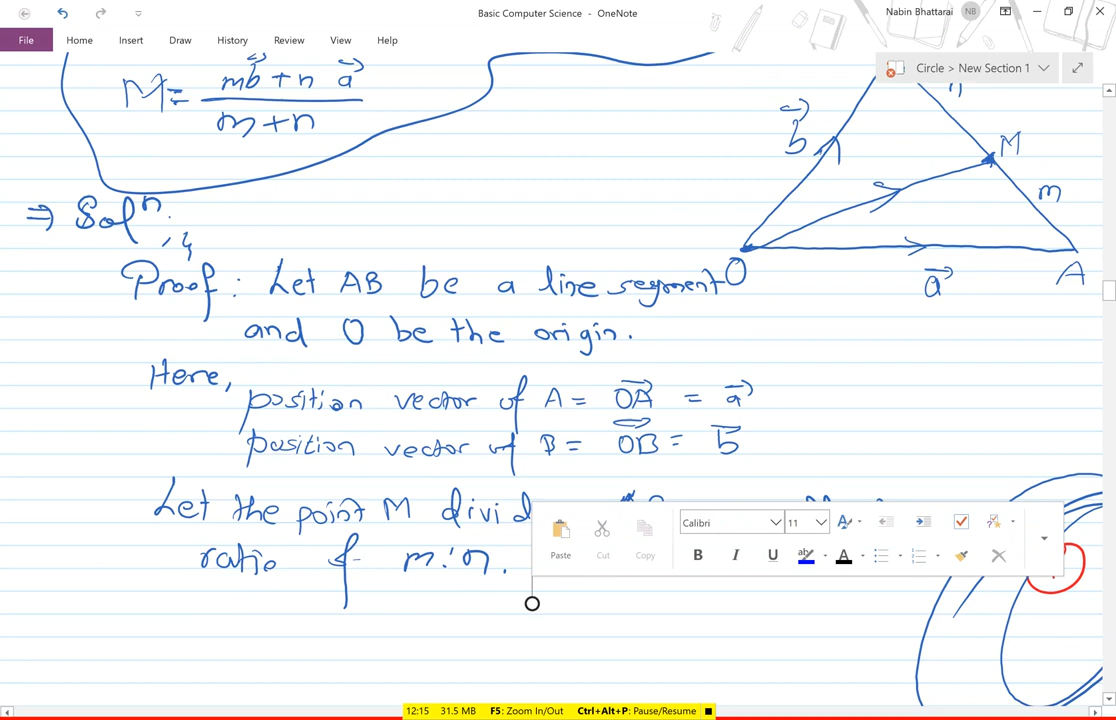 Basic Computer Science - OneNote
Nabin Bhattarai NB
File Home Insert Draw History Review View Help
Circle > New Section 1
M = mb + n a
m + n
n
b
M
m
O
A
a
⇒ Solⁿ.
Proof : Let AB be a line segment
and O be the origin.
Here,
position vector of A = OA = a
position vector of B = OB = b
Let the point M divid
ratio of m:n.
Calibri 11
Paste Cut Copy
B I U ab A
12:15 31.5 MB F5: Zoom In/Out Ctrl+Alt+P: Pause/Resume